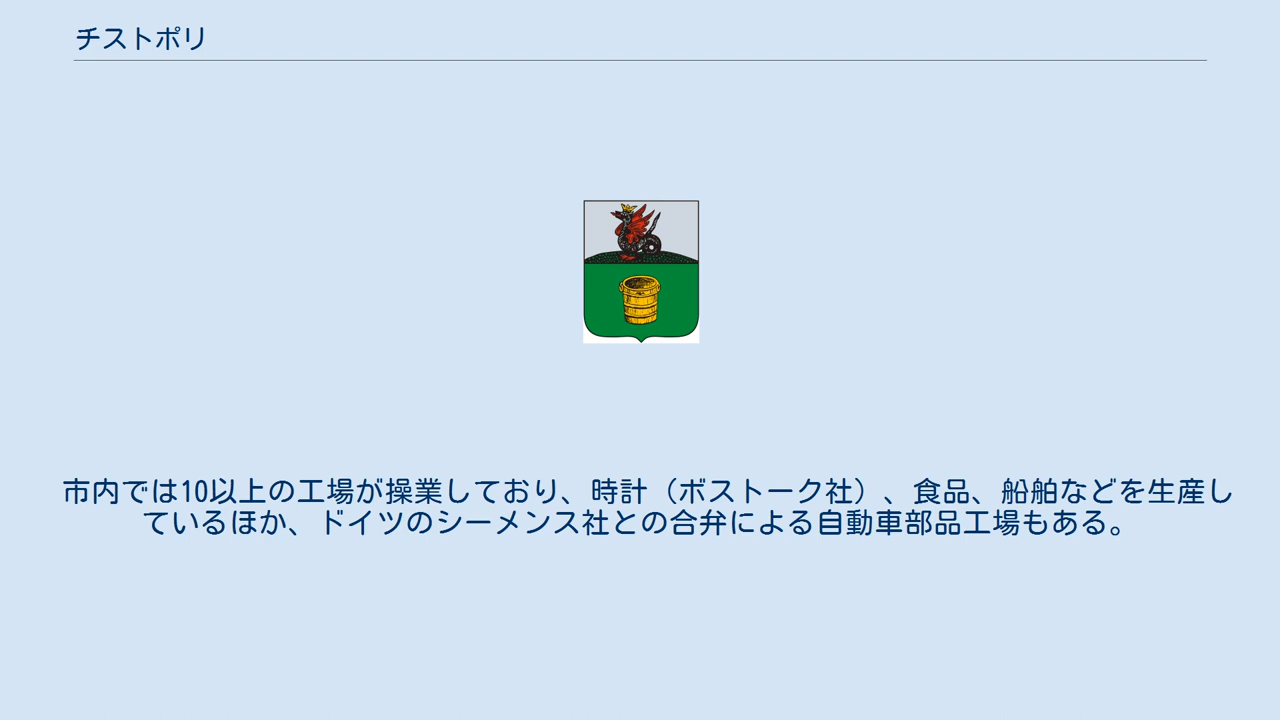 チストポリ
市内では10以上の工場が操業しており、時計（ボストーク社）、食品、船舶などを生産し
ているほか、ドイツのシーメンス社との合弁による自動車部品工場もある。